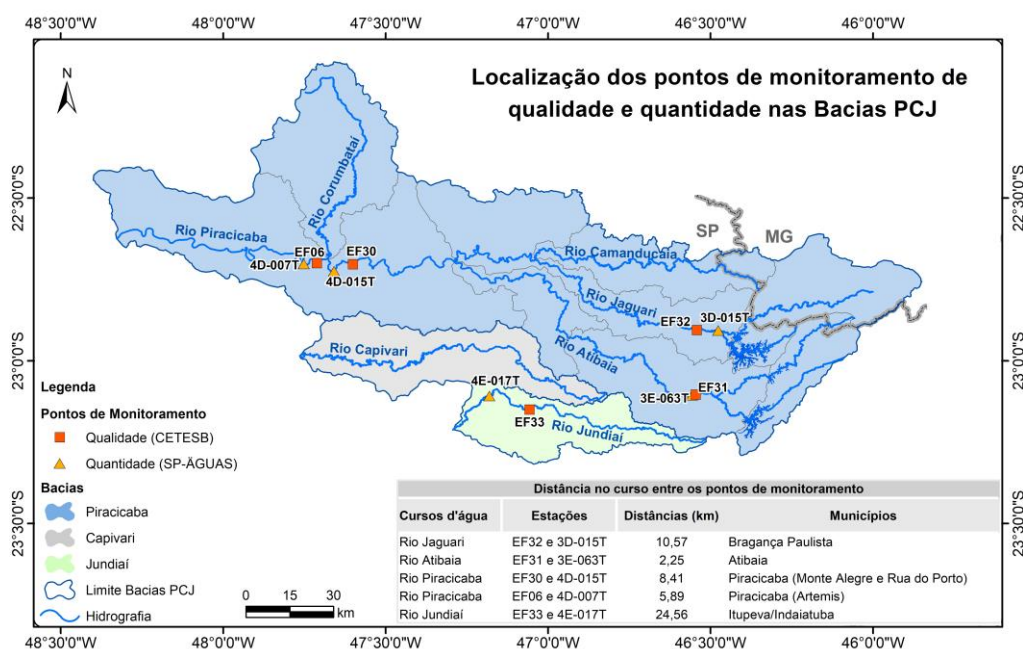 48°30'0"W 48°0'0"W 47°30'0"W 47°0'0"W 46°30'0"W 46°0'0"W
N
Localização dos pontos de monitoramento de
qualidade e quantidade nas Bacias PCJ
22°30'0"S
22°30'0"S
Rio Corumbataí
SP
MG
Rio Piracicaba
EF06
EF30
4D-007T
4D-015T
Rio Camanducaia
Rio Jaguari
EF32
3D-015T
23°0'0"S
23°0'0"S
Rio Capivari
Rio Atibaia
4E-017T
EF31
3E-063T
EF33
Rio Jundiaí
Legenda
Pontos de Monitoramento
Qualidade (CETESB)
Quantidade (SP-ÄGUAS)
Bacias
Piracicaba
Capivari
Jundiaí
Limite Bacias PCJ
Hidrografia
0 15 30
km
23°30'0"S
23°30'0"S
Distância no curso entre os pontos de monitoramento
Cursos d'água Estações Distâncias (km) Municípios
Rio Jaguari EF32 e 3D-015T 10,57 Bragança Paulista
Rio Atibaia EF31 e 3E-063T 2,25 Atibaia
Rio Piracicaba EF30 e 4D-015T 8,41 Piracicaba (Monte Alegre e Rua do Porto)
Rio Piracicaba EF06 e 4D-007T 5,89 Piracicaba (Artemis)
Rio Jundiaí EF33 e 4E-017T 24,56 Itupeva/Indaiatuba
48°30'0"W 48°0'0"W 47°30'0"W 47°0'0"W 46°30'0"W 46°0'0"W